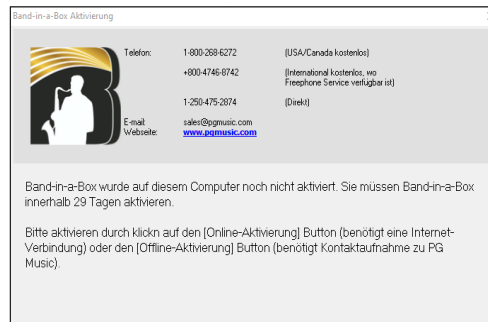 Band-in-a-Box Aktivierung
Telefon: 1-800-268-6272 (USA/Canada kostenlos)
+800-4746-8742 (International kostenlos, wo
Freephone Service verfügbar ist)
1-250-475-2874 (Direkt)
E-mail: sales@pgmusic.com
Webseite: www.pgmusic.com
Band-in-a-Box wurde auf diesem Computer noch nicht aktiviert. Sie müssen Band-in-a-Box
innerhalb 29 Tagen aktivieren.
Bitte aktivieren durch klickn auf den [Online-Aktivierung] Button (benötigt eine Internet-
Verbindung) oder den [Offline-Aktivierung] Button (benötigt Kontaktaufnahme zu PG
Music).